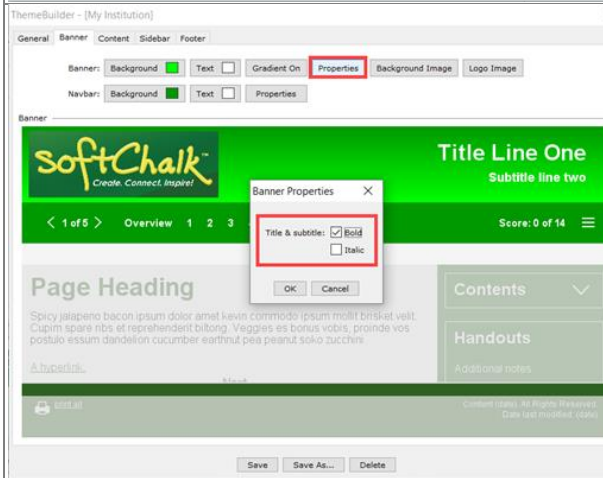 ThemeBuilder - [My Institution]
General Banner Content Sidebar Footer
Banner: Background Text Gradient On Properties Background Image Logo Image
Navbar: Background Text Properties
Banner
SoftChalk™
Create. Connect. Inspire!
Title Line One
Subtitle line two
Banner Properties
< 1 of 5 > Overview 1 2 3
Score: 0 of 14
Title & subtitle: Bold
Italic
OK Cancel
Page Heading
Contents
Spicy jalapeno bacon ipsum dolor amet kevin commodo ipsum mollit brisket velit.
Cupim spare ribs et reprehenderit biltong. Veggies es bonus vobis, proinde vos
postulo essum dandelion cucumber earthnut pea peanut soko zucchini
Handouts
A hyperlink.
Additional notes
Next
print all
Content (date). All Rights Reserved.
Date last modified: (date)
Save Save As... Delete